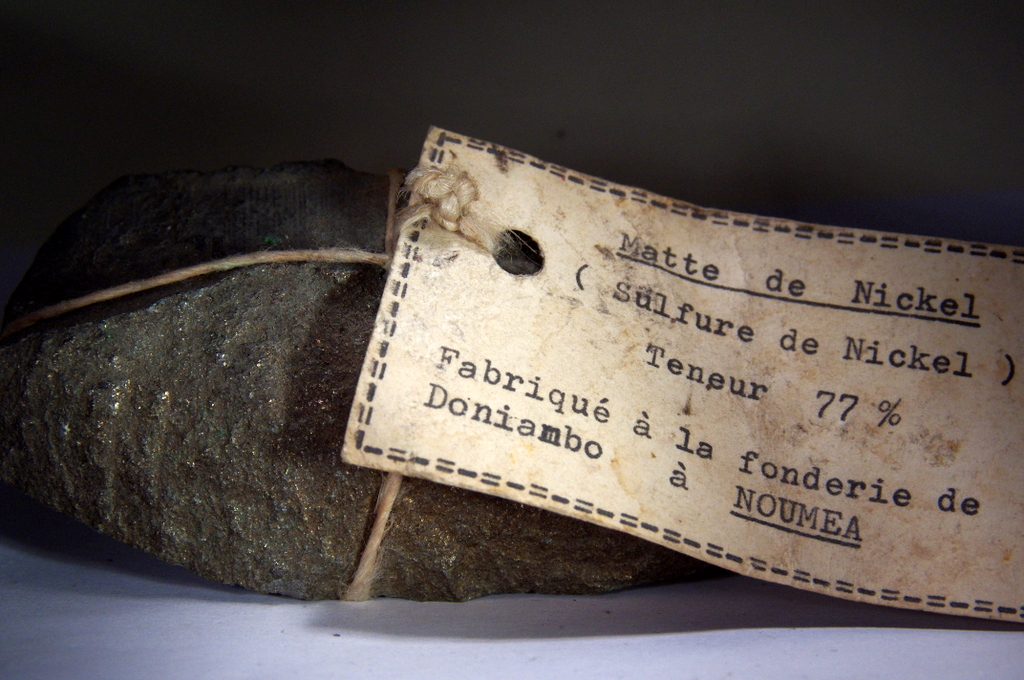 Matte de Nickel
( Sulfure de Nickel )
Teneur 77 %
Fabriqué à la fonderie de
Doniambo à NOUMEA